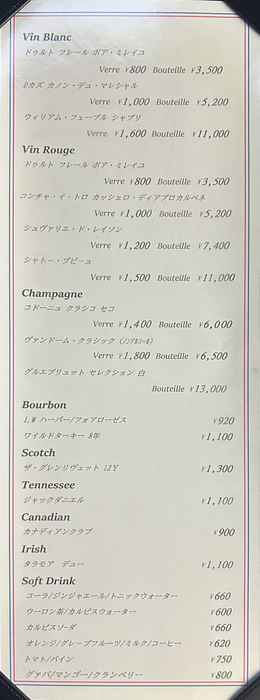 Vin Blanc
ドゥルト フレール ボア・ミレイユ
Verre ¥800 Bouteille ¥3,500
Dカズ カノン・デュ・マレシャル
Verre ¥1,000 Bouteille ¥5,200
ウィリアム・フェーブル シャブリ
Verre ¥1,600 Bouteille ¥11,000
Vin Rouge
ドゥルト フレール ボア・ミレイユ
Verre ¥800 Bouteille ¥3,500
コンチャ・イ・トロ カッシェロ・ディアブロカルベネ
Verre ¥1,000 Bouteille ¥5,200
シュヴァリエ・ド・レイソン
Verre ¥1,200 Bouteille ¥7,400
シャトー・プピーユ
Verre ¥1,500 Bouteille ¥11,000
Champagne
コドーニュ クラシコ セコ
Verre ¥1,400 Bouteille ¥6,000
ヴァンドーム・クラシック (ノンアルコール)
Verre ¥1,800 Bouteille ¥6,500
グルエブリュット セレクション 白
Bouteille ¥13,000
Bourbon
I.W ハーパー/フォアローゼス ¥920
ワイルドターキー 8年 ¥1,100
Scotch
ザ・グレンリヴェット 12Y ¥1,300
Tennessee
ジャックダニエル ¥1,100
Canadian
カナディアンクラブ ¥900
Irish
タラモア デュー ¥1,100
Soft Drink
コーラ/ジンジャエール/トニックウォーター ¥660
ウーロン茶/カルピスウォーター ¥600
カルピスソーダ ¥660
オレンジ/グレープフルーツ/ミルク/コーヒー ¥620
トマト/パイン ¥750
グァバ/マンゴー/クランベリー ¥800